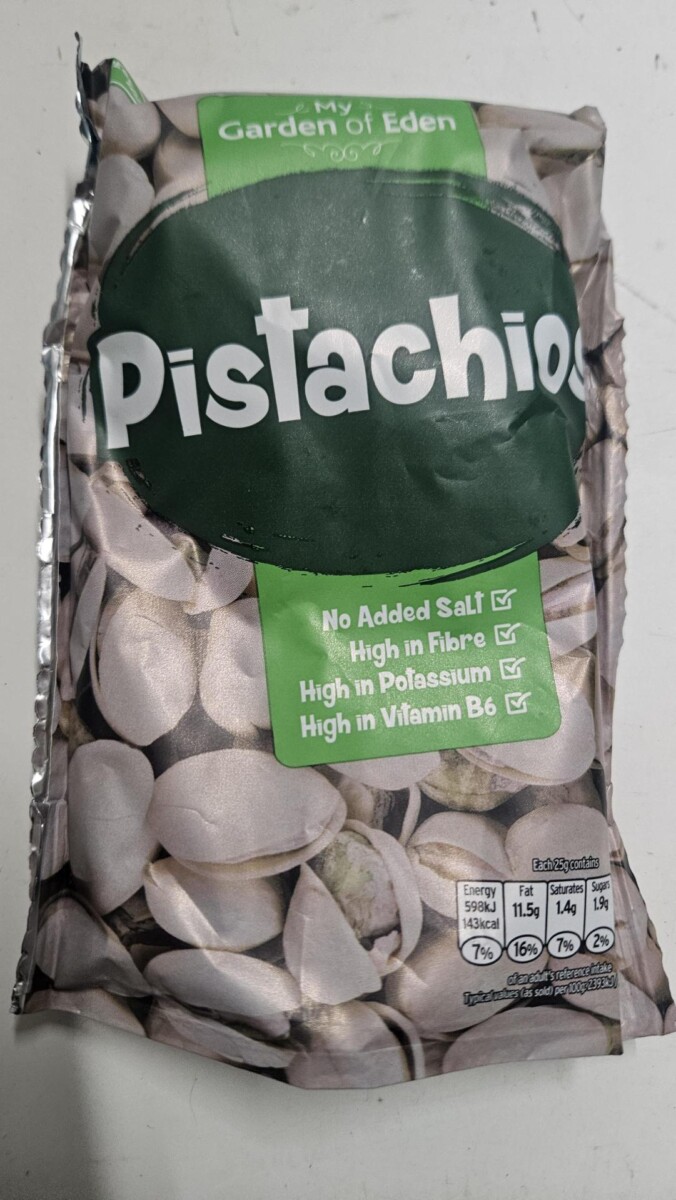 My
Garden of Eden
Pistachios
No Added Salt
High in Fibre
High in Potassium
High in Vitamin B6
Each 25g contains
Energy Fat Saturates Sugars
598kJ 11.5g 1.4g 1.9g
143kcal
7% 16% 7% 2%
of an adult's reference intake
Typical values (as sold) per 100g: 2393kJ